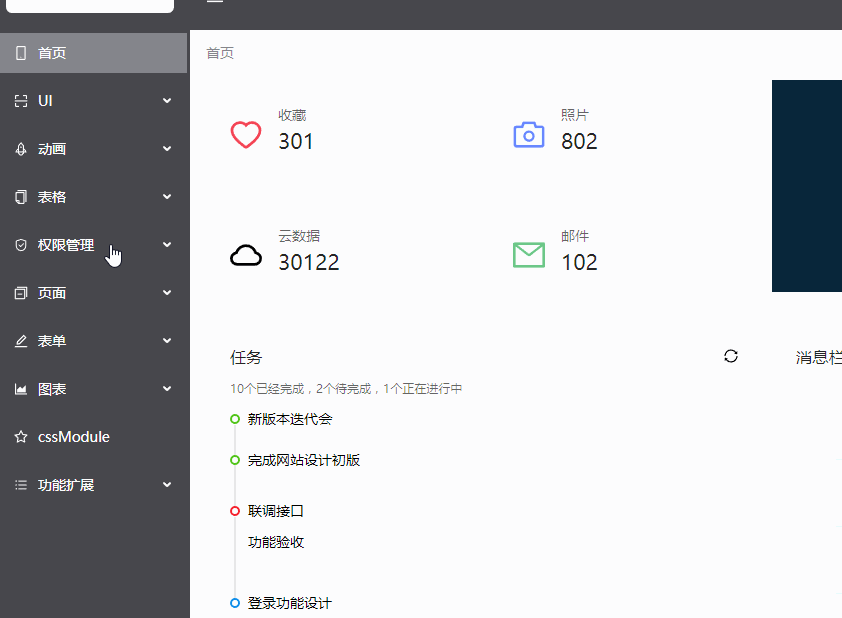 首页
UI
动画
表格
权限管理
页面
表单
图表
cssModule
功能扩展
首页
收藏
301
照片
802
云数据
30122
邮件
102
任务
10个已经完成，2个待完成，1个正在进行中
新版本迭代会
完成网站设计初版
联调接口
功能验收
登录功能设计
消息栏